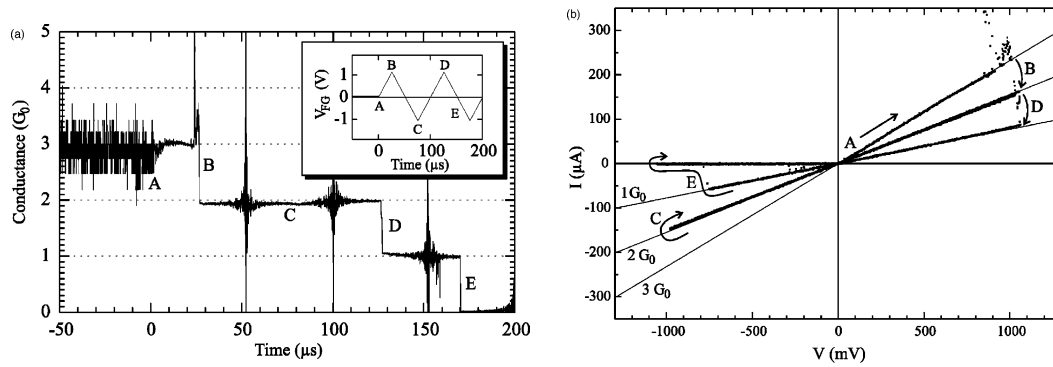 (a)
5
4
3
2
1
0
Conductance (G₀)
-50
0
50
100
150
200
Time (µs)
A
B
C
D
E
1
0
-1
V_FG (V)
B
D
A
C
E
0
100
200
Time (µs)
(b)
300
200
100
0
-100
-200
-300
I (µA)
-1000
-500
0
500
1000
V (mV)
A
B
D
E
1G₀
C
2 G₀
3 G₀